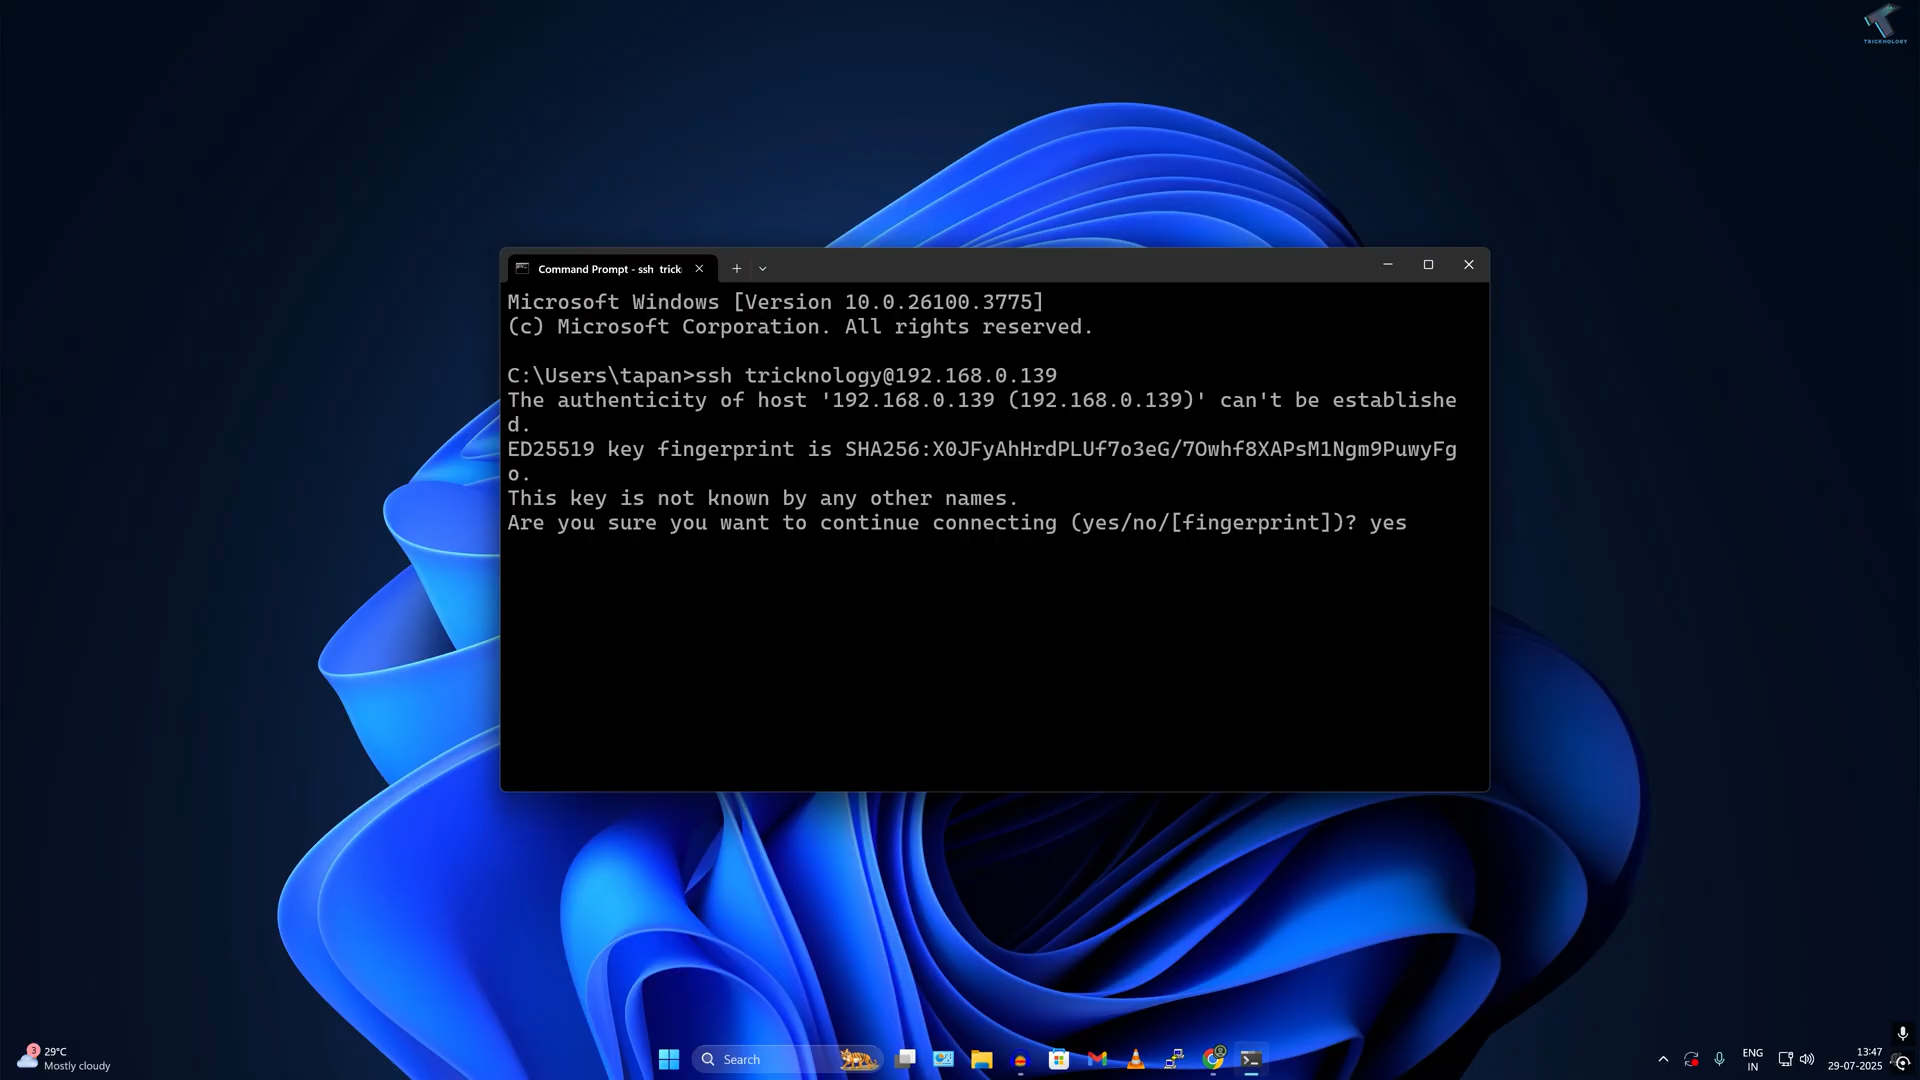 TRICKNOLOGY
Command Prompt - ssh trick
Microsoft Windows [Version 10.0.26100.3775]
(c) Microsoft Corporation. All rights reserved.
C:\Users\tapan>ssh tricknology@192.168.0.139
The authenticity of host '192.168.0.139 (192.168.0.139)' can't be establishe
d.
ED25519 key fingerprint is SHA256:X0JFyAhHrdPLUf7o3eG/7Owhf8XAPsM1Ngm9PuwyFg
o.
This key is not known by any other names.
Are you sure you want to continue connecting (yes/no/[fingerprint])? yes
3
29°C
Mostly cloudy
Search
ENG
IN
13:47
29-07-2025